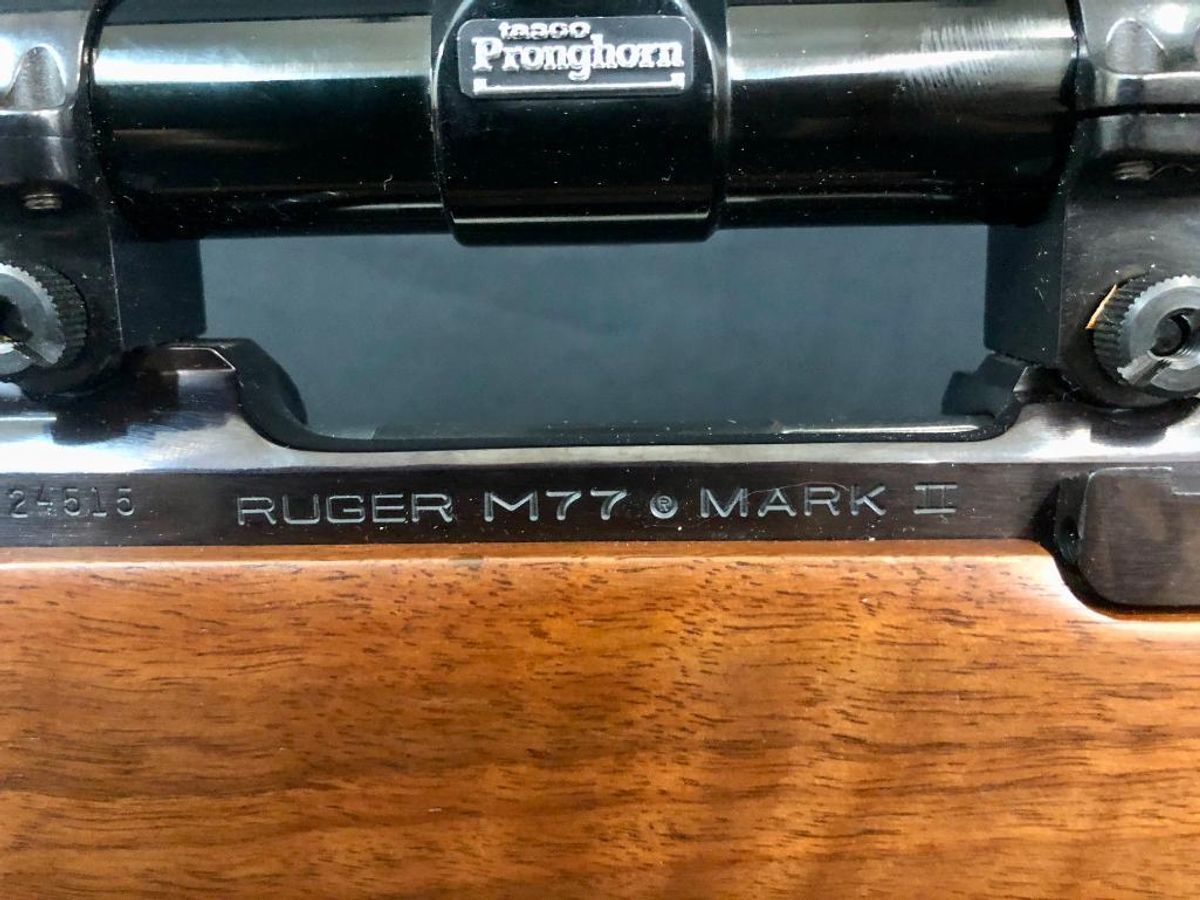 tasco
Pronghorn
24515 RUGER M77 ® MARK II